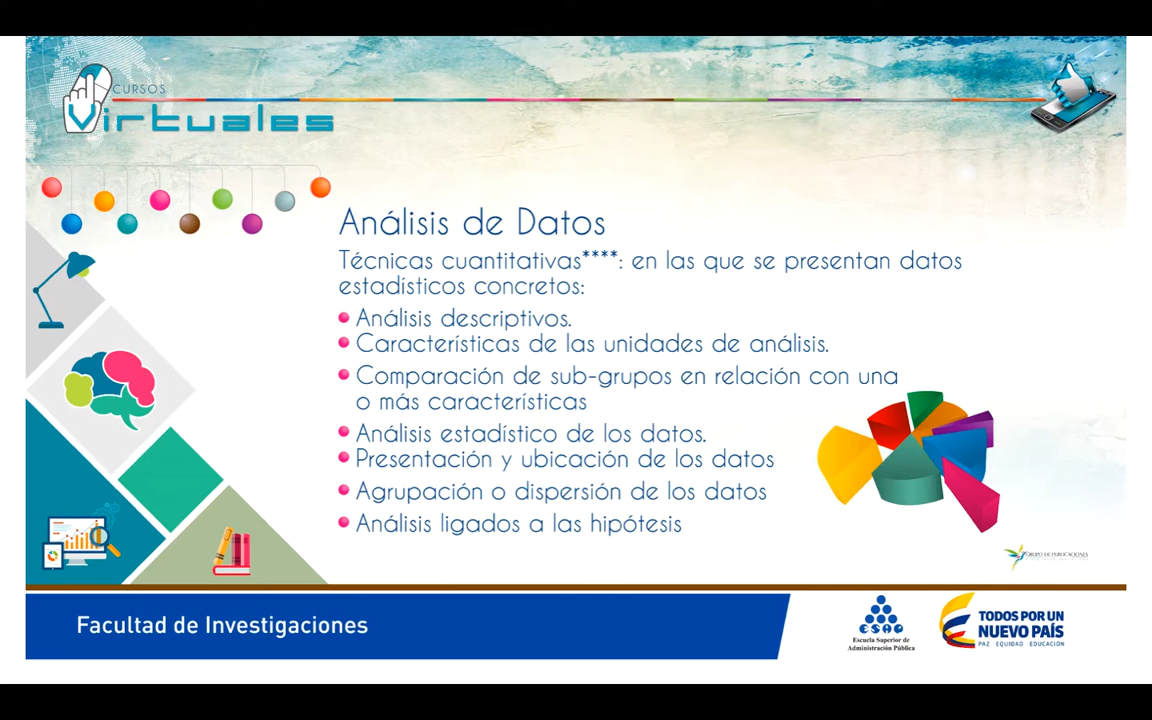 CURSOS
Virtuales
Análisis de Datos
Técnicas cuantitativas****: en las que se presentan datos
estadísticos concretos:
Análisis descriptivos.
Características de las unidades de análisis.
Comparación de sub-grupos en relación con una
o más características
Análisis estadístico de los datos.
Presentación y ubicación de los datos
Agrupación o dispersión de los datos
Análisis ligados a las hipótesis
GRUPO DE PUBLICACIONES
Facultad de Investigaciones
ESAP
Escuela Superior de
Administración Pública
TODOS POR UN
NUEVO PAÍS
PAZ EQUIDAD EDUCACIÓN